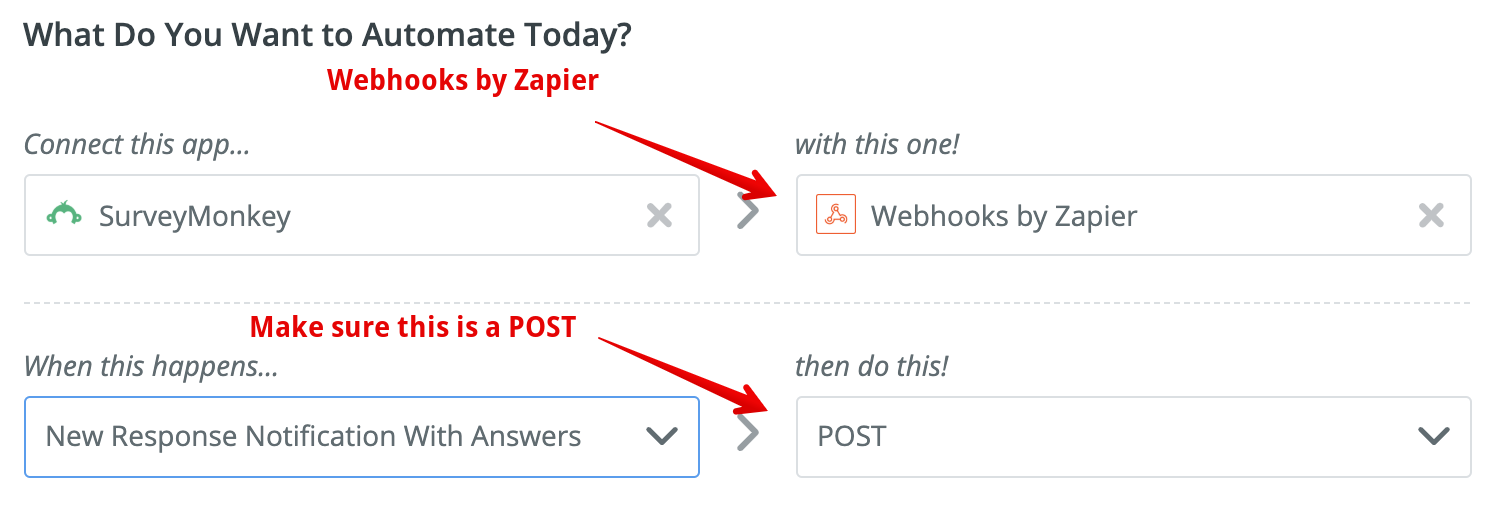 What Do You Want to Automate Today?
Webhooks by Zapier
Connect this app...
with this one!
SurveyMonkey
Webhooks by Zapier
Make sure this is a POST
When this happens...
then do this!
New Response Notification With Answers
POST